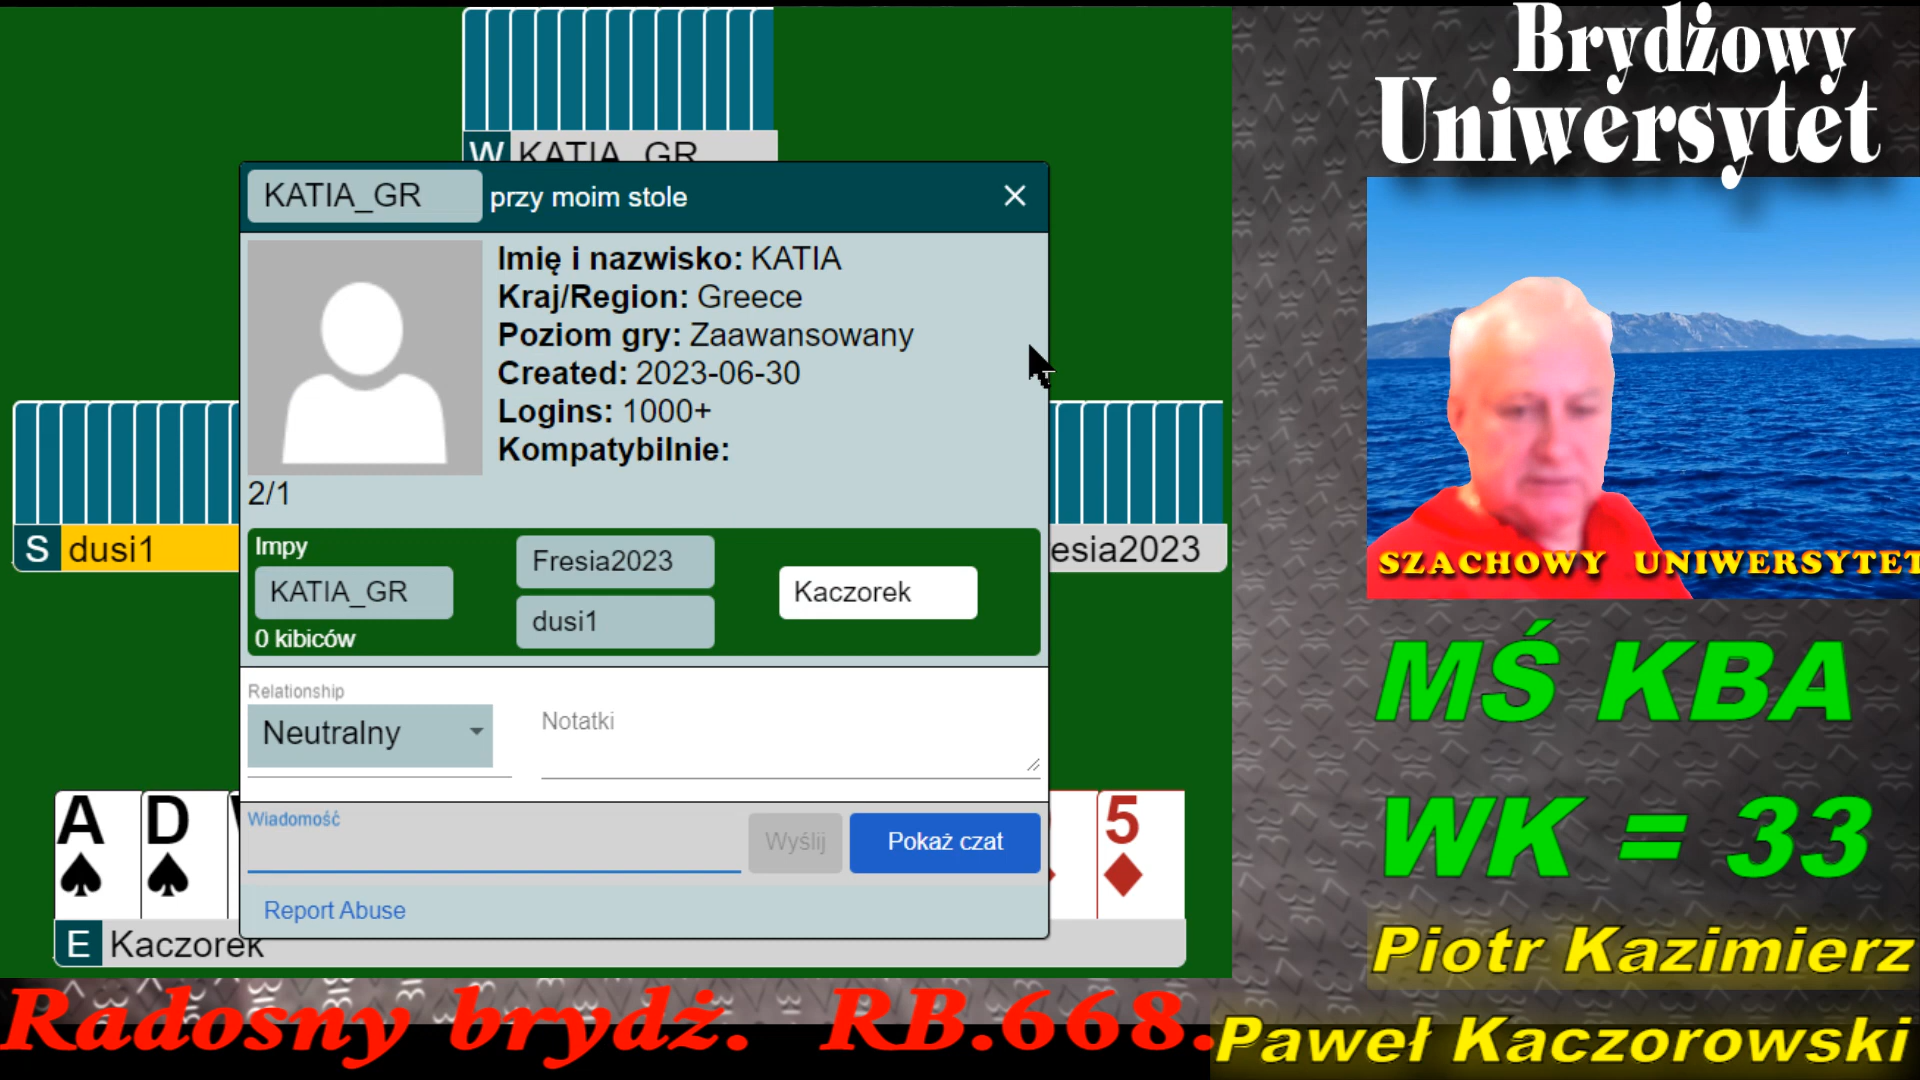 W KATIA_GR
KATIA_GR przy moim stole
Imię i nazwisko: KATIA
Kraj/Region: Greece
Poziom gry: Zaawansowany
Created: 2023-06-30
Logins: 1000+
Kompatybilnie:
2/1
S dusi1
esia2023
Impy
KATIA_GR
Fresia2023
dusi1
Kaczorek
0 kibiców
Relationship
Neutralny
Notatki
Wiadomość
Wyślij
Pokaż czat
Report Abuse
A D 5
E Kaczorek
Brydżowy
Uniwersytet
SZACHOWY UNIWERSYTET
MŚ KBA
WK = 33
Piotr Kazimierz
Paweł Kaczorowski
Radosny brydż. RB.668.